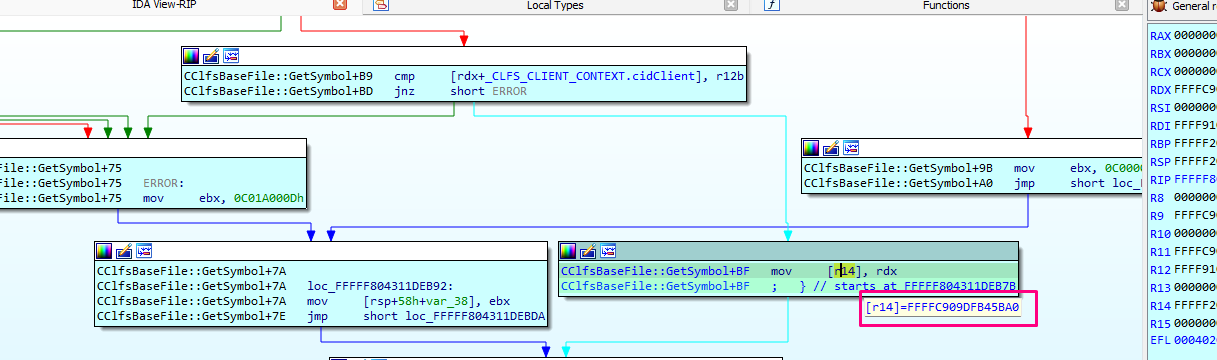 IDA View-RIP
Local Types
Functions
General r
CClfsBaseFile::GetSymbol+B9 cmp [rdx+_CLFS_CLIENT_CONTEXT.cidClient], r12b
CClfsBaseFile::GetSymbol+BD jnz short ERROR
File::GetSymbol+75
File::GetSymbol+75 ERROR:
File::GetSymbol+75 mov ebx, 0C01A000Dh
CClfsBaseFile::GetSymbol+9B mov ebx, 0C000
CClfsBaseFile::GetSymbol+A0 jmp short loc_
CClfsBaseFile::GetSymbol+7A
CClfsBaseFile::GetSymbol+7A loc_FFFFF804311DEB92:
CClfsBaseFile::GetSymbol+7A mov [rsp+58h+var_38], ebx
CClfsBaseFile::GetSymbol+7E jmp short loc_FFFFF804311DEBDA
CClfsBaseFile::GetSymbol+BF mov [r14], rdx
CClfsBaseFile::GetSymbol+BF ; } // starts at FFFFF804311DEB7B
[r14]=FFFFC909DFB45BA0
RAX 0000000
RBX 0000000
RCX 0000000
RDX FFFFC90
RSI 0000000
RDI FFFF910
RBP FFFFF20
RSP FFFFF20
RIP FFFFF80
R8 0000000
R9 FFFFC90
R10 0000000
R11 FFFFC90
R12 FFFF910
R13 0000000
R14 FFFFF20
R15 0000000
EFL 0004020